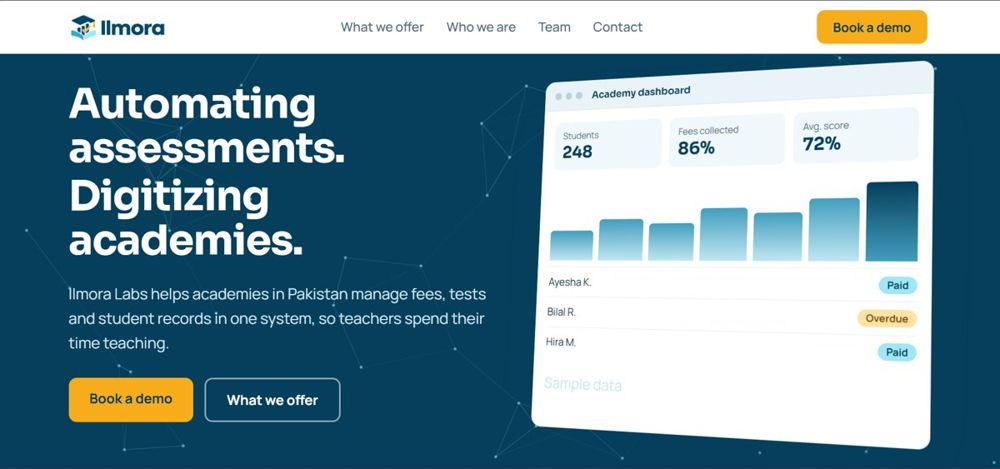 Ilmora
What we offer
Who we are
Team
Contact
Book a demo
Automating
assessments.
Digitizing
academies.
Ilmora Labs helps academies in Pakistan manage fees, tests
and student records in one system, so teachers spend their
time teaching.
Book a demo
What we offer
Academy dashboard
Students
248
Fees collected
86%
Avg. score
72%
Ayesha K.
Paid
Bilal R.
Overdue
Hira M.
Paid
Sample data